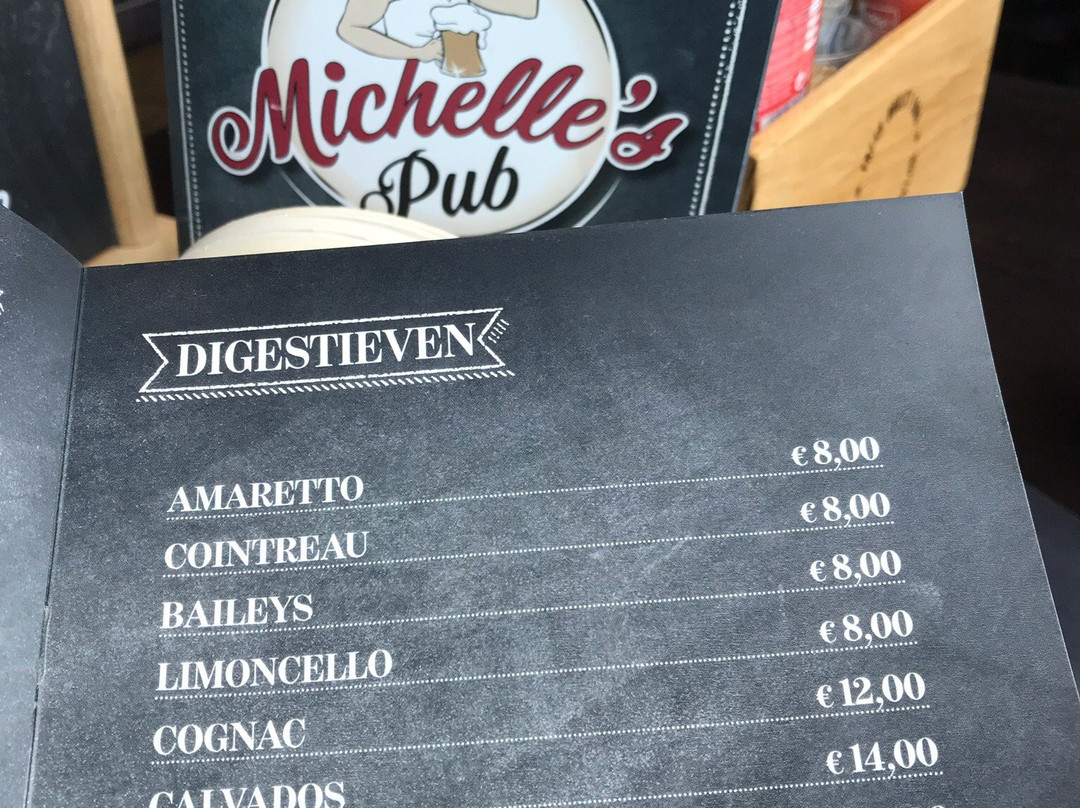 Michelle's
Pub
DIGESTIEVEN
AMARETTO € 8,00
COINTREAU € 8,00
BAILEYS € 8,00
LIMONCELLO € 8,00
COGNAC € 12,00
CALVADOS € 14,00